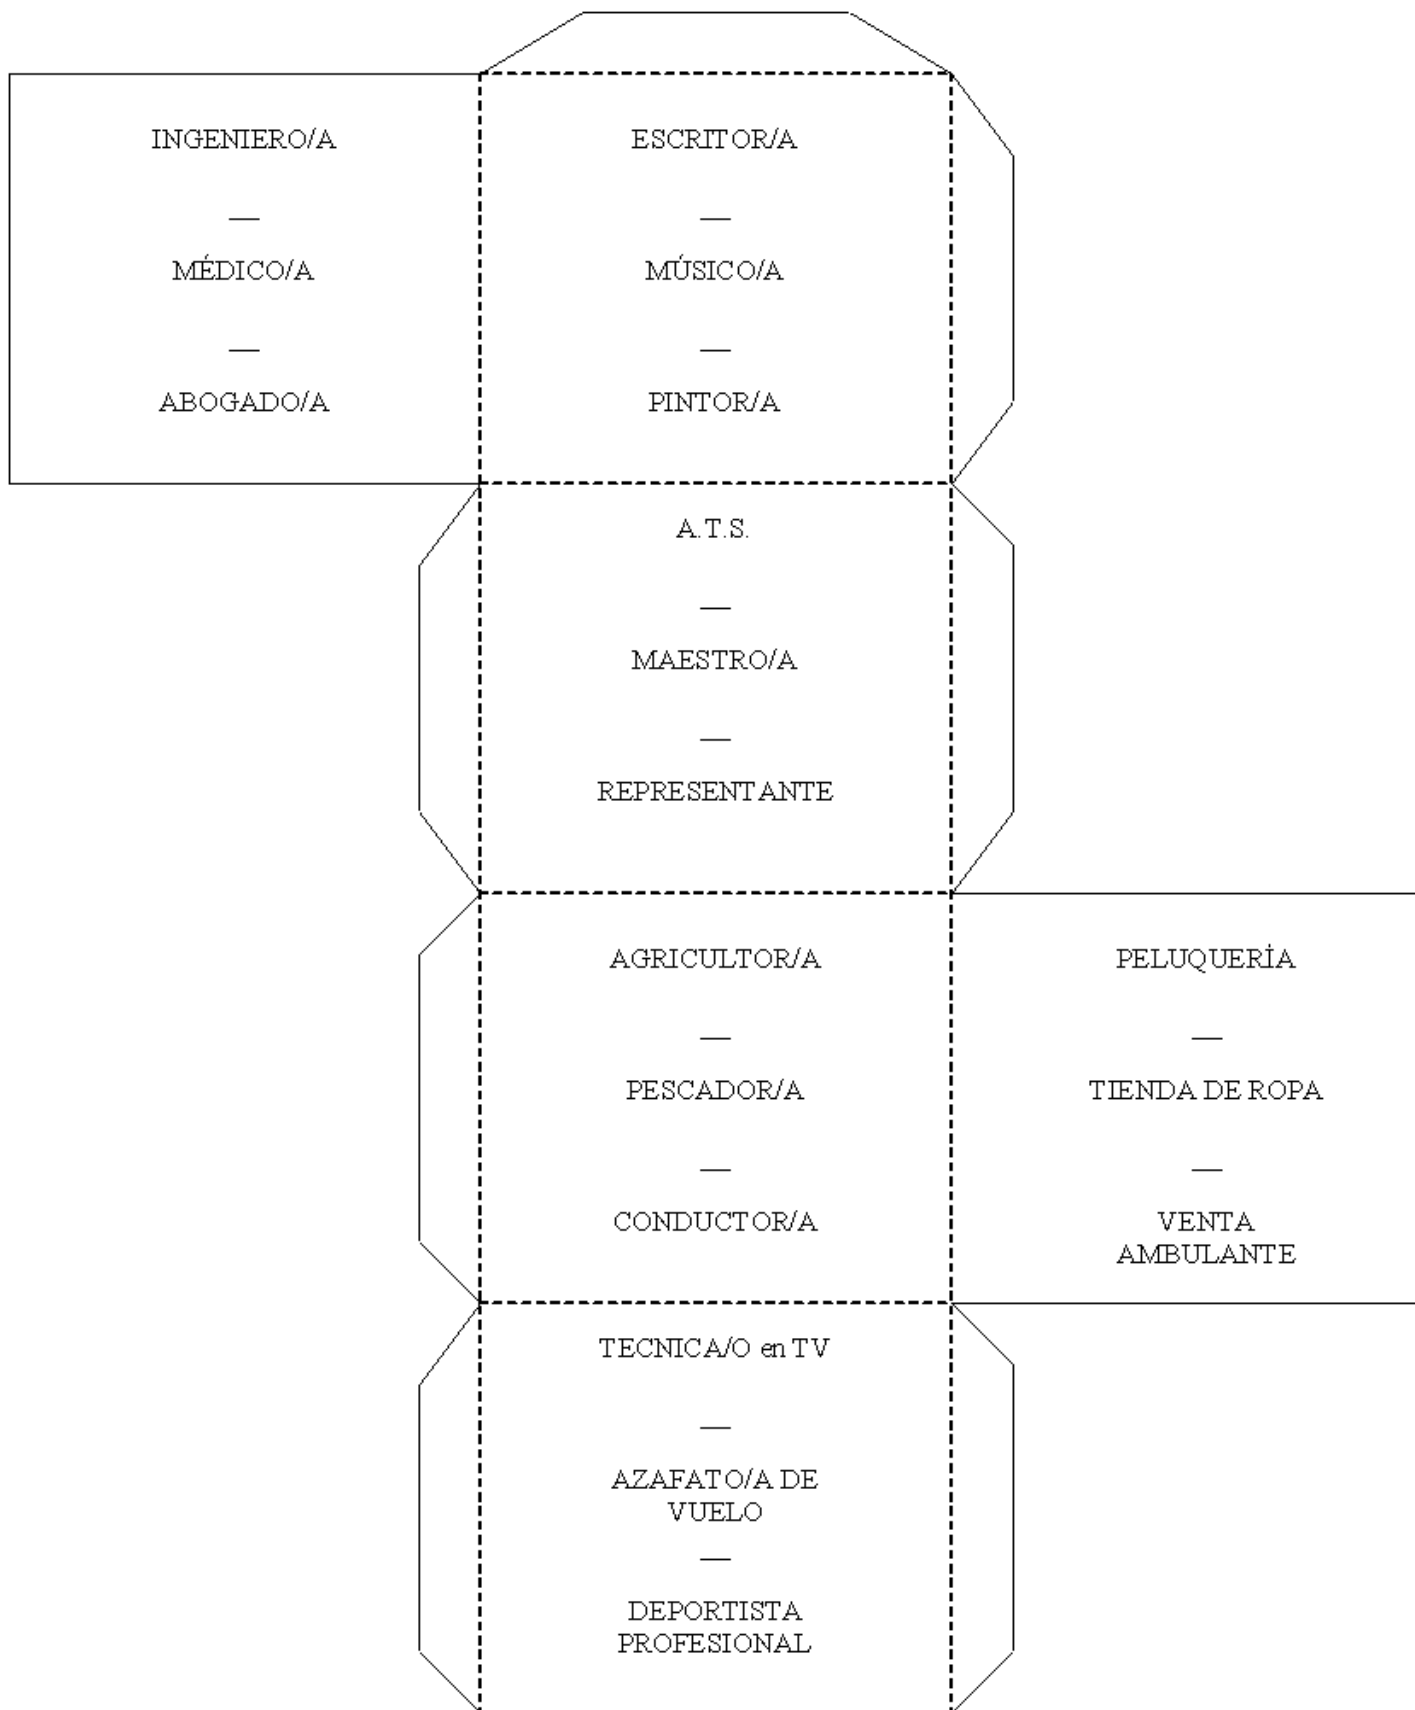 INGENIERO/A
—
MÉDICO/A
—
ABOGADO/A
ESCRITOR/A
—
MÚSICO/A
—
PINTOR/A
A.T.S.
—
MAESTRO/A
—
REPRESENTANTE
AGRICULTOR/A
—
PESCADOR/A
—
CONDUCTOR/A
PELUQUERÍA
—
TIENDA DE ROPA
—
VENTA
AMBULANTE
TECNICA/O en TV
—
AZAFATO/A DE
VUELO
—
DEPORTISTA
PROFESIONAL